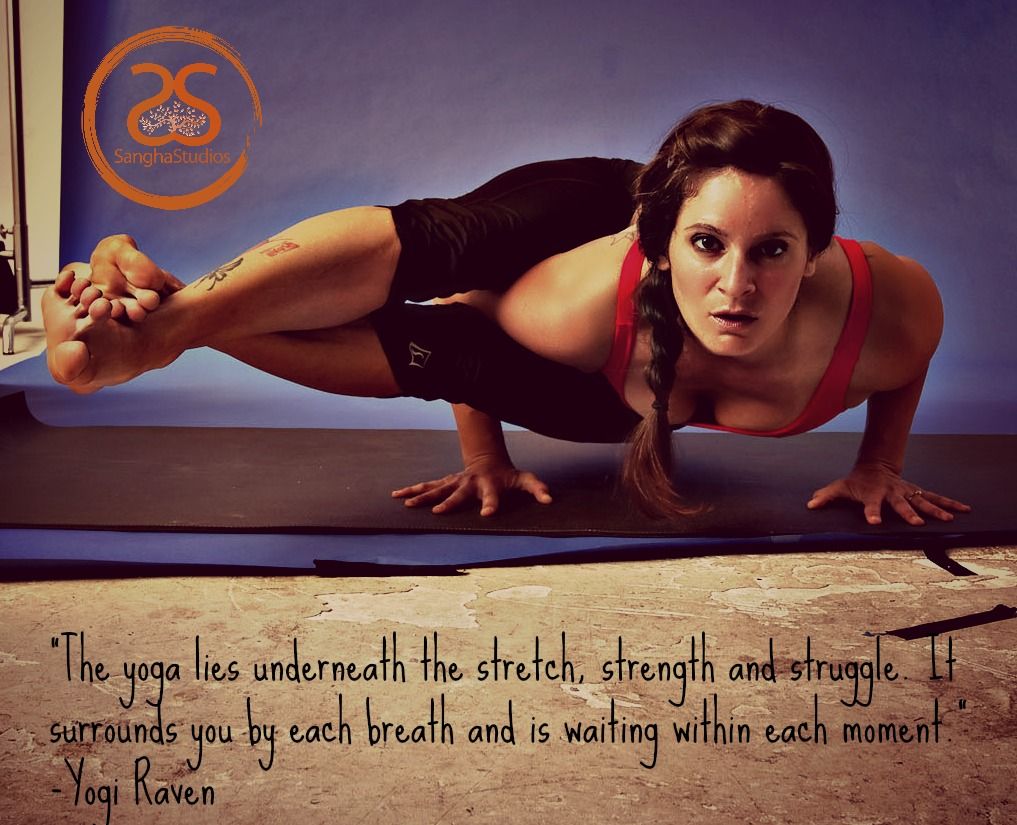 SS
SanghaStudios
"The yoga lies underneath the stretch, strength and struggle. It
surrounds you by each breath and is waiting within each moment."
-Yogi Raven